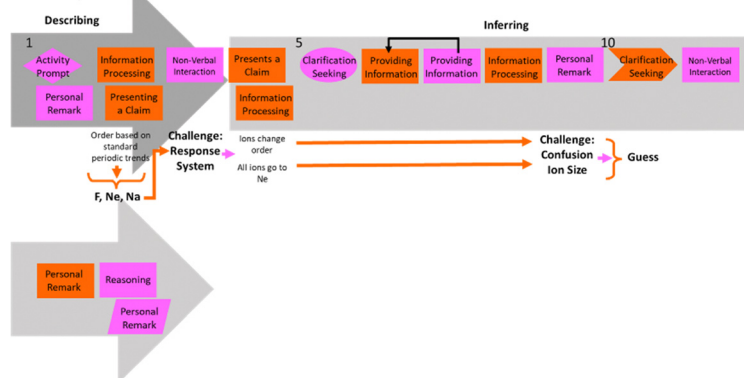 Describing
Inferring
1
5
10
Activity
Prompt
Information
Processing
Non-Verbal
Interaction
Presents a
Claim
Clarification
Seeking
Providing
Information
Providing
Information
Information
Processing
Personal
Remark
Clarification
Seeking
Non-Verbal
Interaction
Personal
Remark
Presenting
a Claim
Information
Processing
Order based on
standard
periodic trends
F, Ne, Na
Challenge:
Response
System
Ions change
order
All ions go to
Ne
Challenge:
Confusion
Ion Size
Guess
Personal
Remark
Reasoning
Personal
Remark